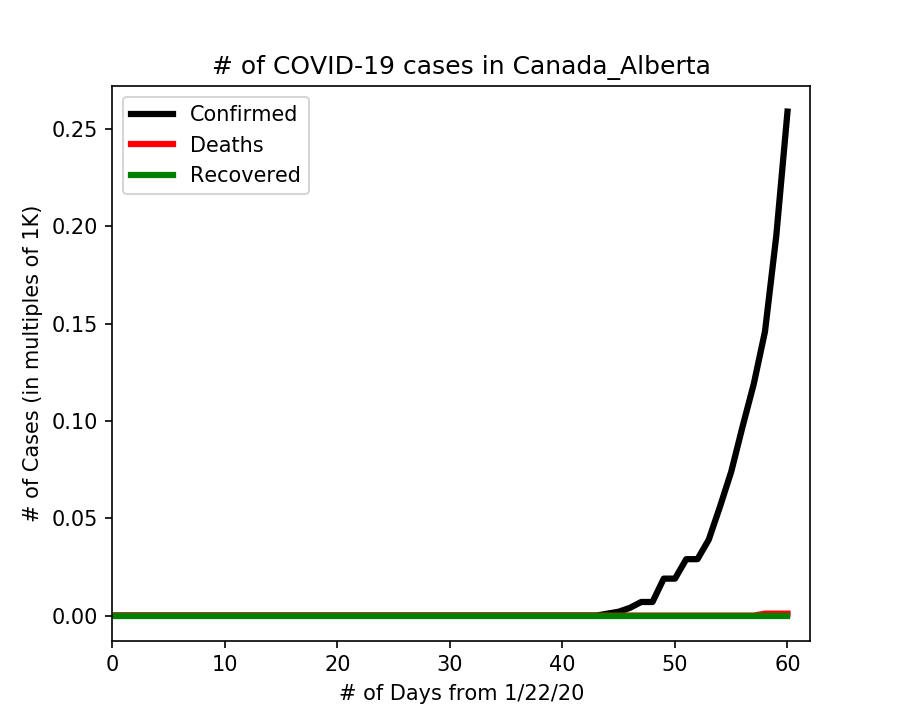 # of COVID-19 cases in Canada_Alberta
Confirmed
Deaths
Recovered
# of Cases (in multiples of 1K)
0.25
0.20
0.15
0.10
0.05
0.00
0 10 20 30 40 50 60
# of Days from 1/22/20